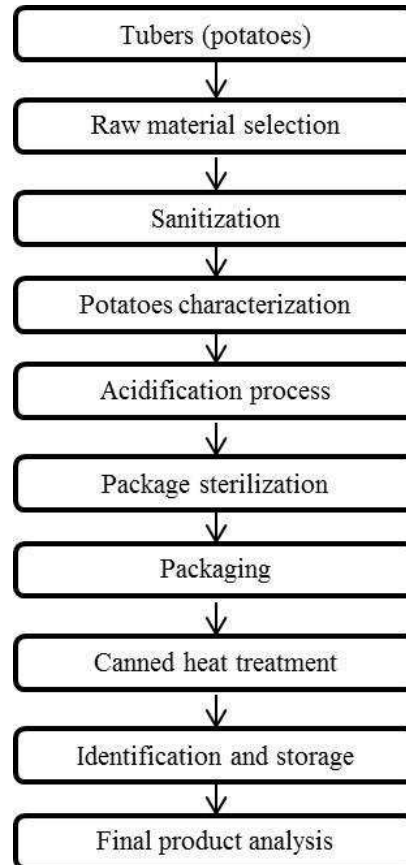 Tubers (potatoes)
Raw material selection
Sanitization
Potatoes characterization
Acidification process
Package sterilization
Packaging
Canned heat treatment
Identification and storage
Final product analysis